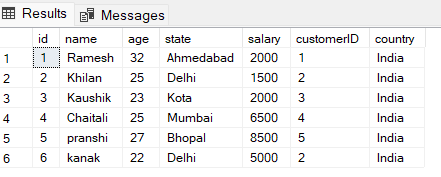 Results Messages
id name age state salary customerID country
1 1 Ramesh 32 Ahmedabad 2000 1 India
2 2 Khilan 25 Delhi 1500 2 India
3 3 Kaushik 23 Kota 2000 3 India
4 4 Chaitali 25 Mumbai 6500 4 India
5 5 pranshi 27 Bhopal 8500 5 India
6 6 kanak 22 Delhi 5000 2 India